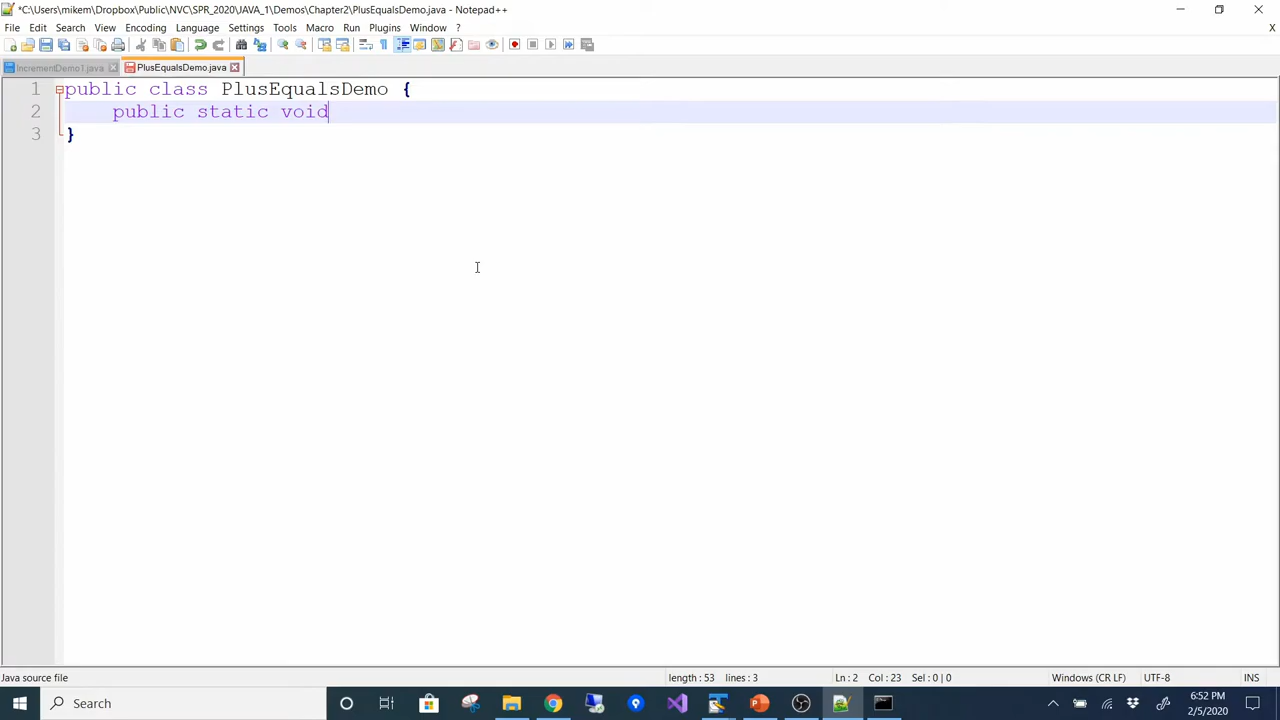 *C:\Users\mikem\Dropbox\Public\NVC\SPR_2020\JAVA_1\Demos\Chapter2\PlusEqualsDemo.java - Notepad++
File Edit Search View Encoding Language Settings Tools Macro Run Plugins Window ? X
IncrementDemo1.java PlusEqualsDemo.java
1 public class PlusEqualsDemo {
2 public static void
3 }
Java source file length : 53 lines : 3 Ln : 2 Col : 23 Sel : 0 | 0 Windows (CR LF) UTF-8 INS
Search 6:52 PM
2/5/2020